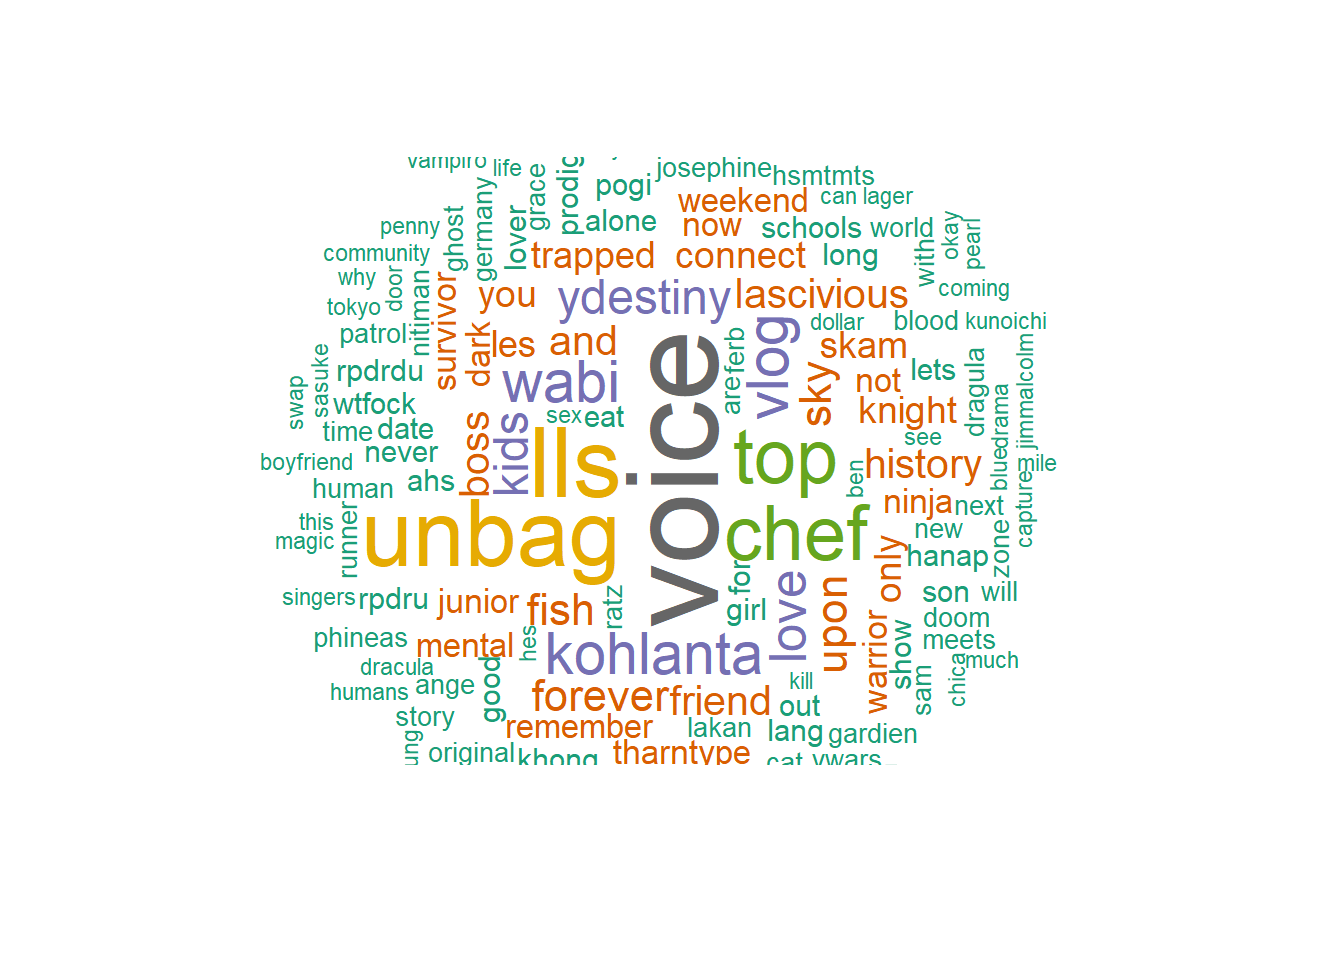 vampiro
life
grace
prodig
josephine
hsmtmts
pogi
weekend
can lager
penny
ghost
germany
lover
alone
now
schools
world
with
okay
pearl
community
trapped
connect
long
why
door
tokyo
nitiman
survivor
you
ydestiny
lascivious
coming
patrol
dark
les
and
voice
are
ferb
vlog
dollar
blood
kunoichi
skam
swap
sasuke
rpdrdu
wabi
sky
not
lets
dragula
jimmalcolm
wtfock
boss
kids
sex
eat
knight
time
date
see
bluedrama
boyfriend
never
lls
top
ben
history
mile
human
ahs
ninja
next
capture
this
magic
runner
unbag
chef
new
hanap
zone
singers
rpdru
junior
fish
ratz
for
girl
love
upon
only
son
will
doom
phineas
mental
hes
kohlanta
warrior
show
meets
much
dracula
humans
ange
good
forever
friend
kill
out
sam
chica
story
remember
lakan
lang
gardien
ung
original
khong
tharntype
cat
vwars